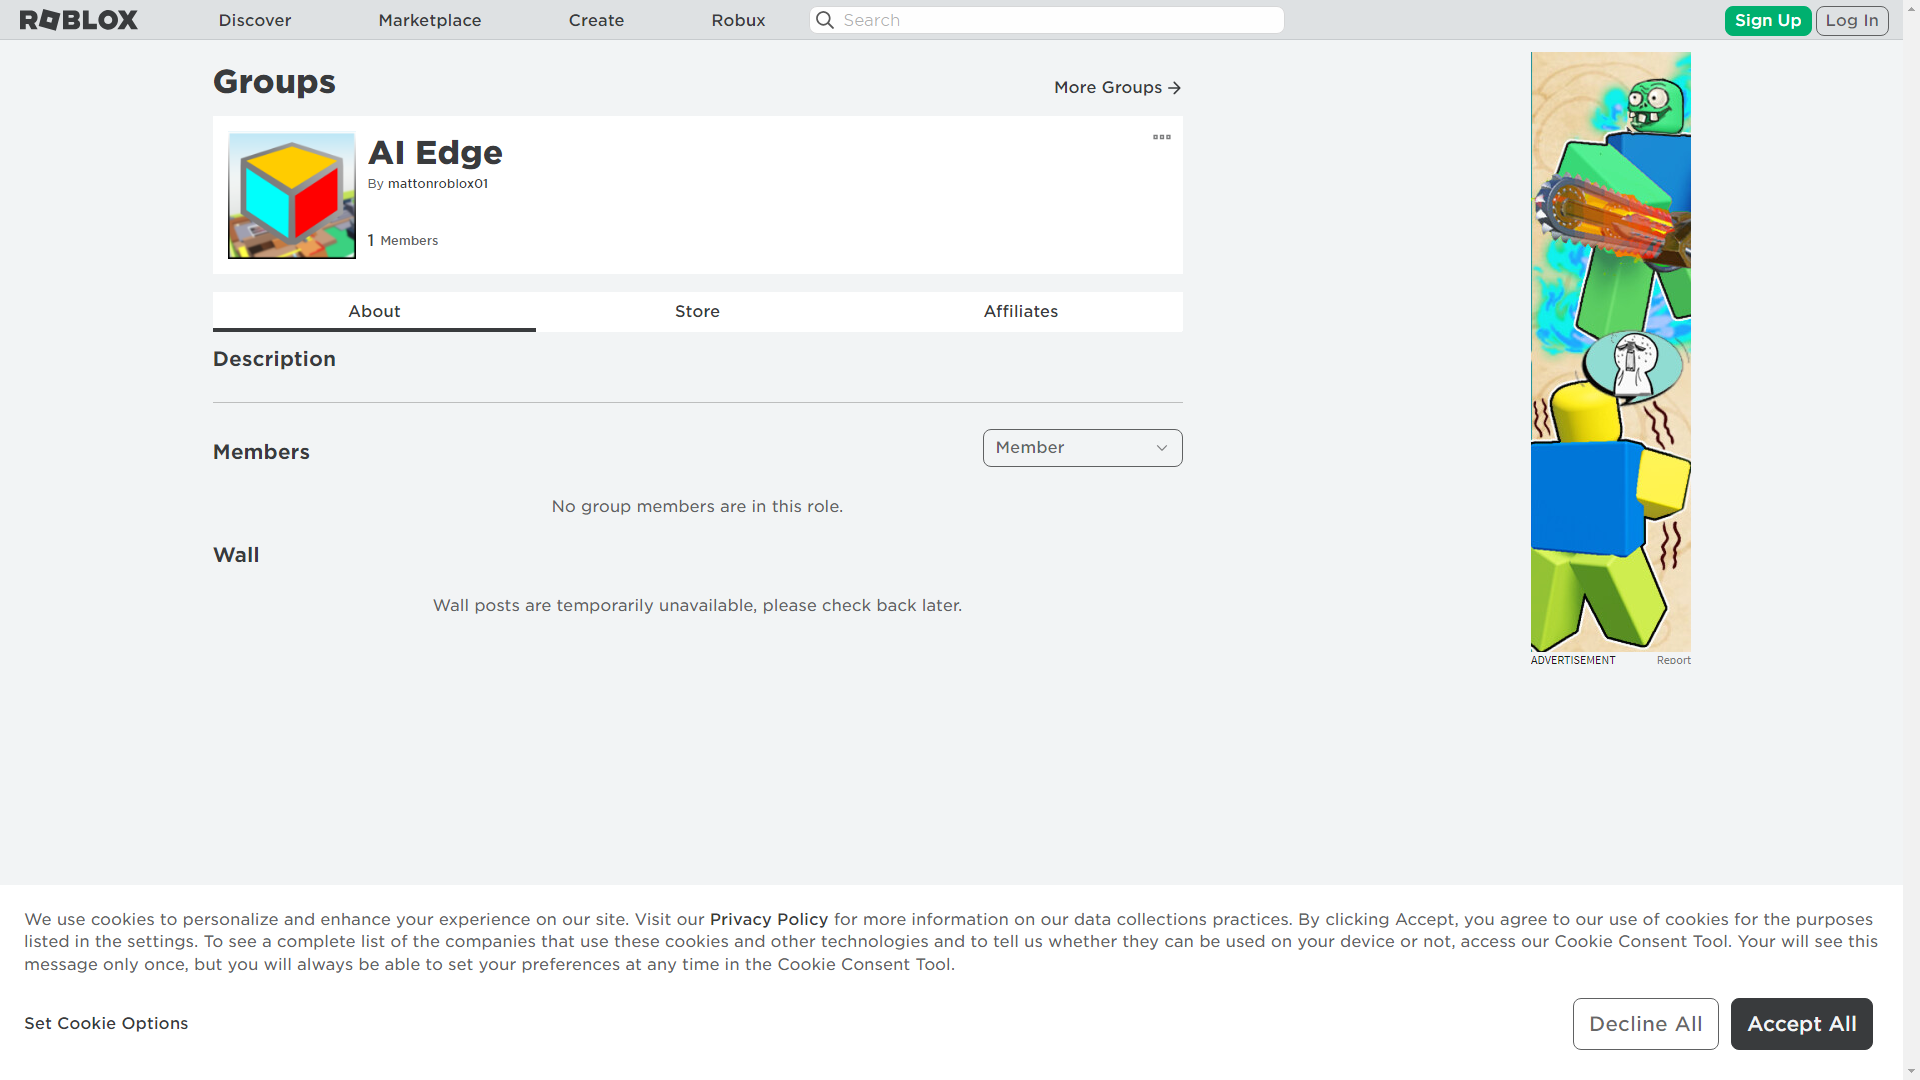 ROBLOX Discover Marketplace Create Robux Search Sign Up Log In
Groups
More Groups
AI Edge
By mattonroblox01
1 Members
About Store Affiliates
Description
Members
Member
No group members are in this role.
Wall
Wall posts are temporarily unavailable, please check back later.
ADVERTISEMENT Report
We use cookies to personalize and enhance your experience on our site. Visit our Privacy Policy for more information on our data collections practices. By clicking Accept, you agree to our use of cookies for the purposes
listed in the settings. To see a complete list of the companies that use these cookies and other technologies and to tell us whether they can be used on your device or not, access our Cookie Consent Tool. Your will see this
message only once, but you will always be able to set your preferences at any time in the Cookie Consent Tool.
Set Cookie Options
Decline All
Accept All